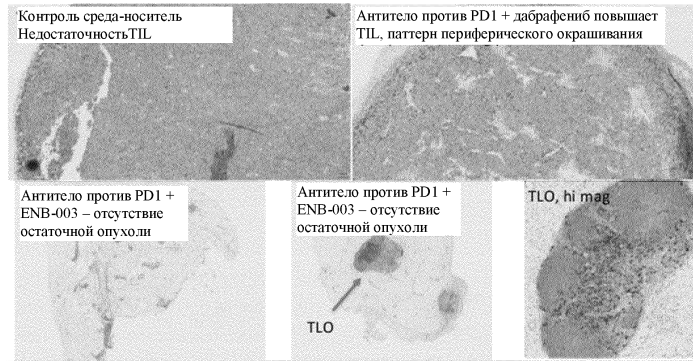 Контроль среда-носитель
НедостаточностьTIL
Антитело против PD1 + дабрафениб повышает
TIL, паттерн периферического окрашивания
Антитело против PD1 +
ENB-003 – отсутствие
остаточной опухоли
Антитело против PD1 +
ENB-003 – отсутствие
остаточной опухоли
TLO
TLO, hi mag